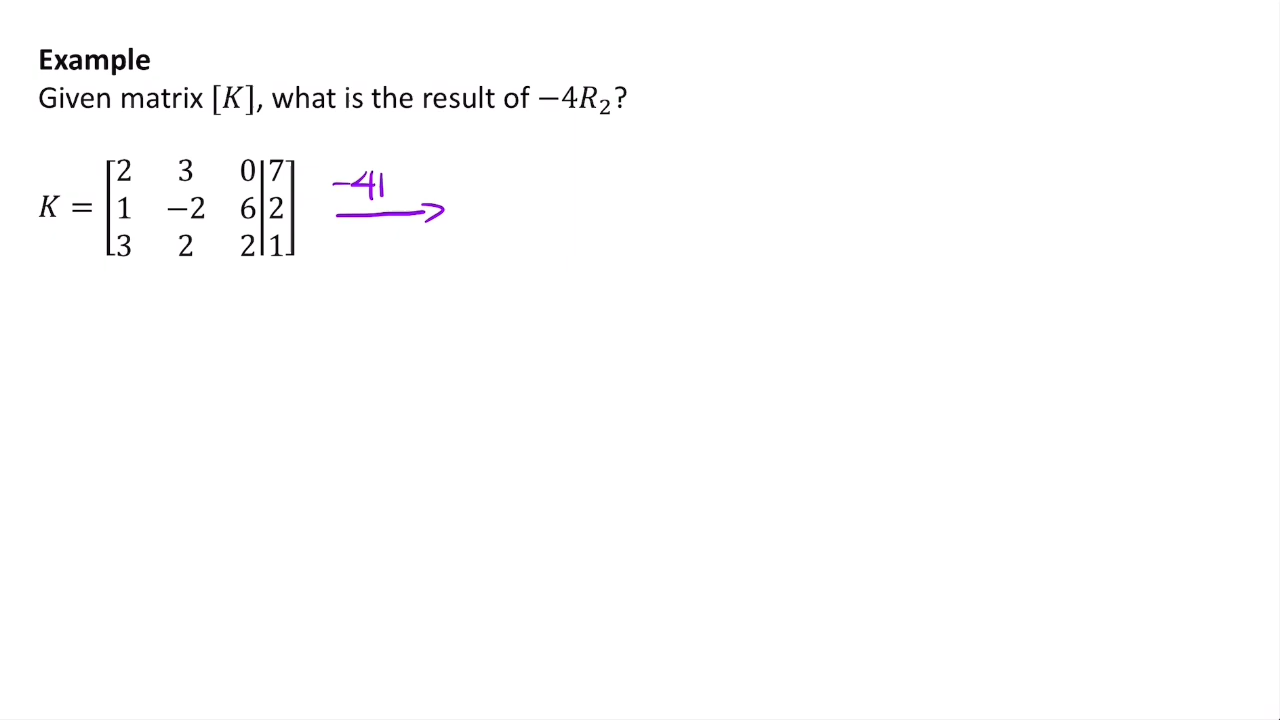 Example
Given matrix [K], what is the result of −4R₂?
K = [2 3 0|7]
[1 −2 6|2]
[3 2 2|1]
−4